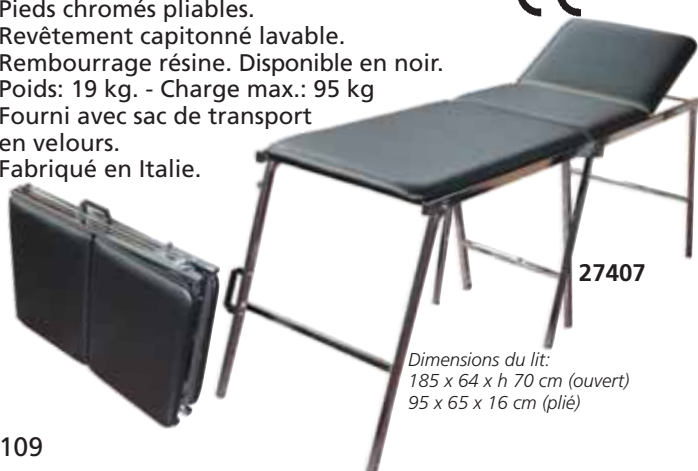 Pieds chromés pliables.
Revêtement capitonné lavable.
Rembourrage résine. Disponible en noir.
Poids: 19 kg. - Charge max.: 95 kg
Fourni avec sac de transport
en velours.
Fabriqué en Italie.
27407
Dimensions du lit:
185 x 64 x h 70 cm (ouvert)
95 x 65 x 16 cm (plié)
109